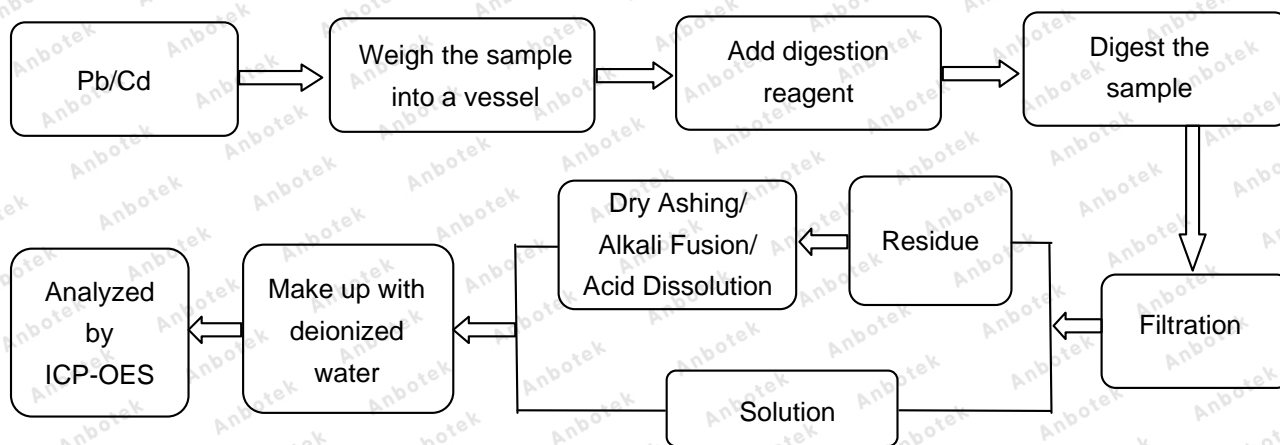 Pb/Cd
Weigh the sample
into a vessel
Add digestion
reagent
Digest the
sample
Filtration
Residue
Dry Ashing/
Alkali Fusion/
Acid Dissolution
Solution
Make up with
deionized
water
Analyzed
by
ICP-OES
Anbotek